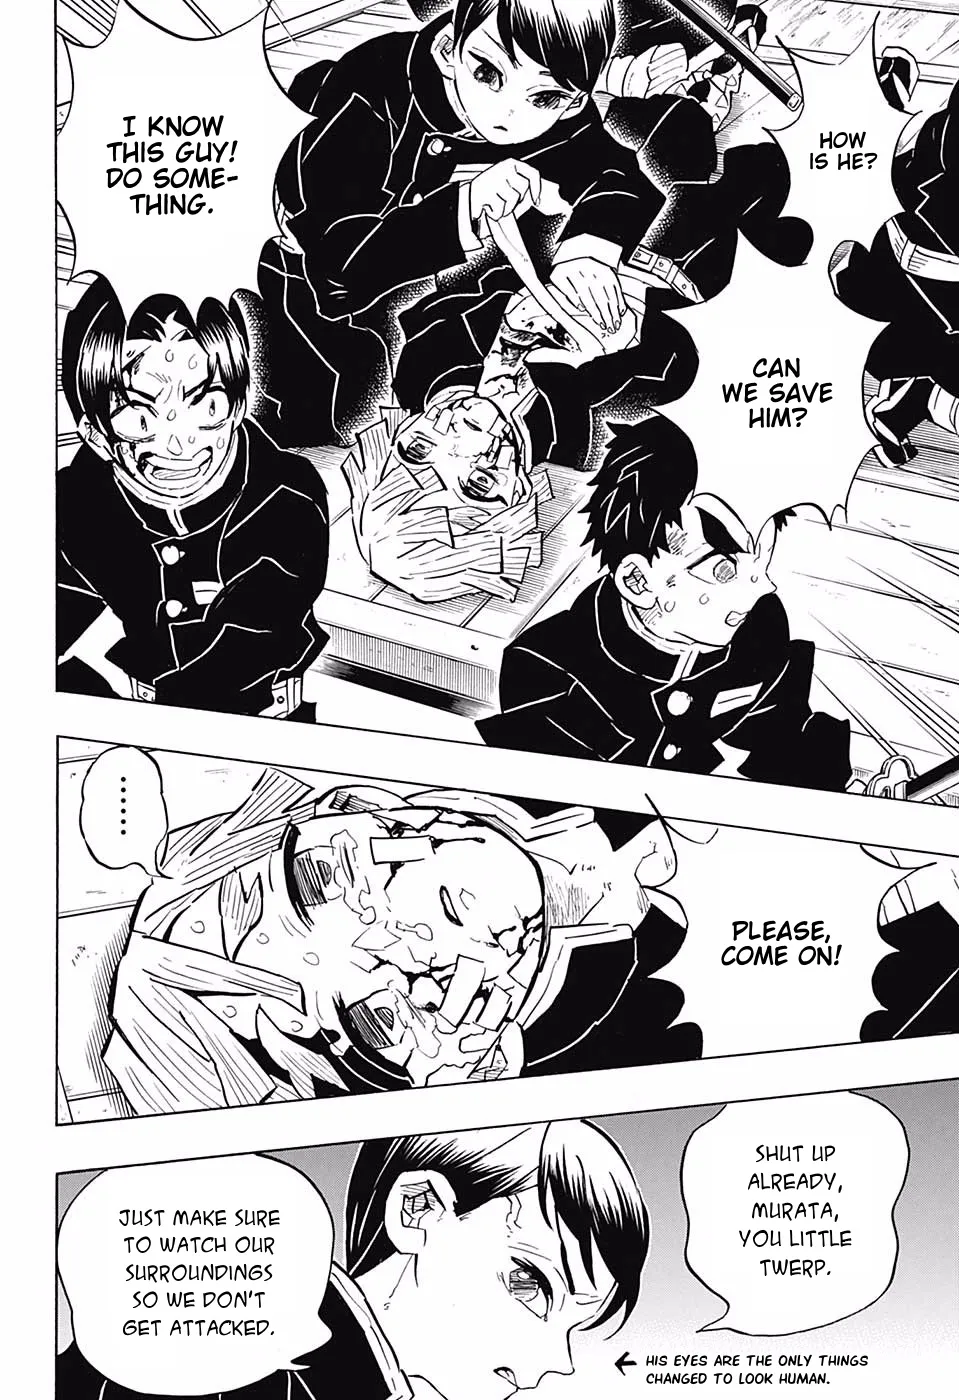 HOW
IS HE?
I KNOW
THIS GUY!
DO SOME-
THING.
CAN
WE SAVE
HIM?
PLEASE,
COME ON!
......
SHUT UP
ALREADY,
MURATA,
YOU LITTLE
TWERP.
JUST MAKE SURE
TO WATCH OUR
SURROUNDINGS
SO WE DON'T
GET ATTACKED.
← HIS EYES ARE THE ONLY THINGS
CHANGED TO LOOK HUMAN.